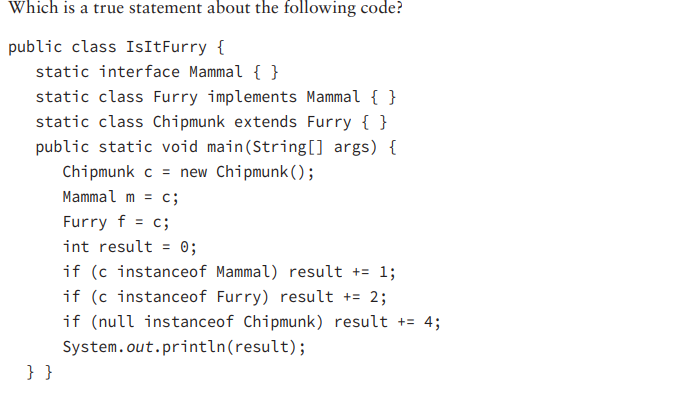 Which is a true statement about the following code?
public class IsItFurry {
static interface Mammal { }
static class Furry implements Mammal { }
static class Chipmunk extends Furry { }
public static void main(String[] args) {
Chipmunk c = new Chipmunk();
Mammal m = c;
Furry f = c;
int result = 0;
if (c instanceof Mammal) result += 1;
if (c instanceof Furry) result += 2;
if (null instanceof Chipmunk) result += 4;
System.out.println(result);
} }